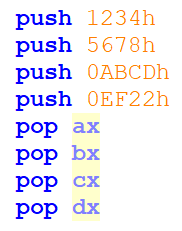 push 1234h
push 5678h
push 0ABCDh
push 0EF22h
pop ax
pop bx
pop cx
pop dx